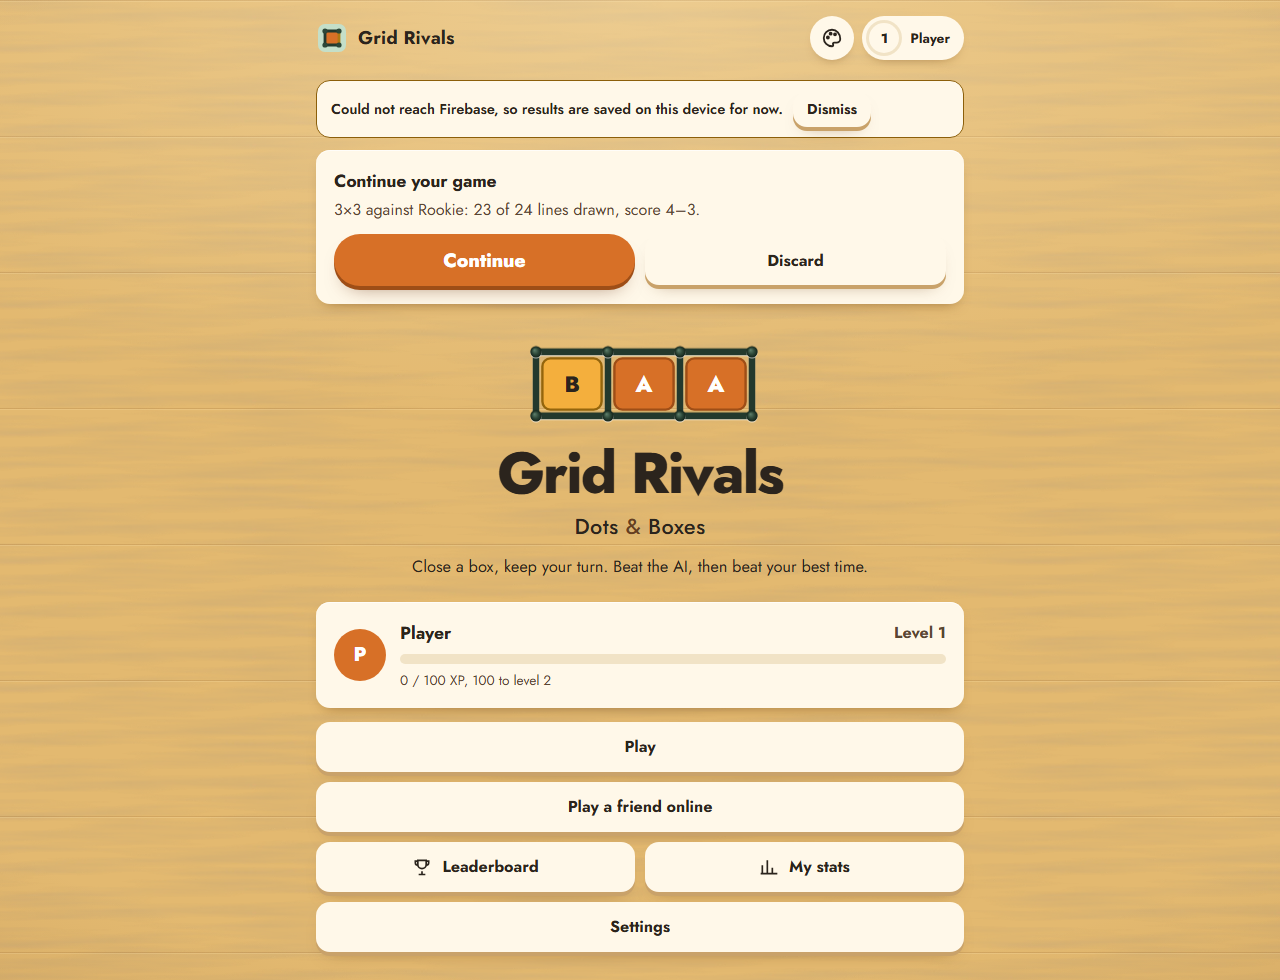 Grid Rivals
1 Player
Could not reach Firebase, so results are saved on this device for now. Dismiss
Continue your game
3×3 against Rookie: 23 of 24 lines drawn, score 4–3.
Continue Discard
B A A
Grid Rivals
Dots & Boxes
Close a box, keep your turn. Beat the AI, then beat your best time.
P Player Level 1
0 / 100 XP, 100 to level 2
Play
Play a friend online
Leaderboard My stats
Settings